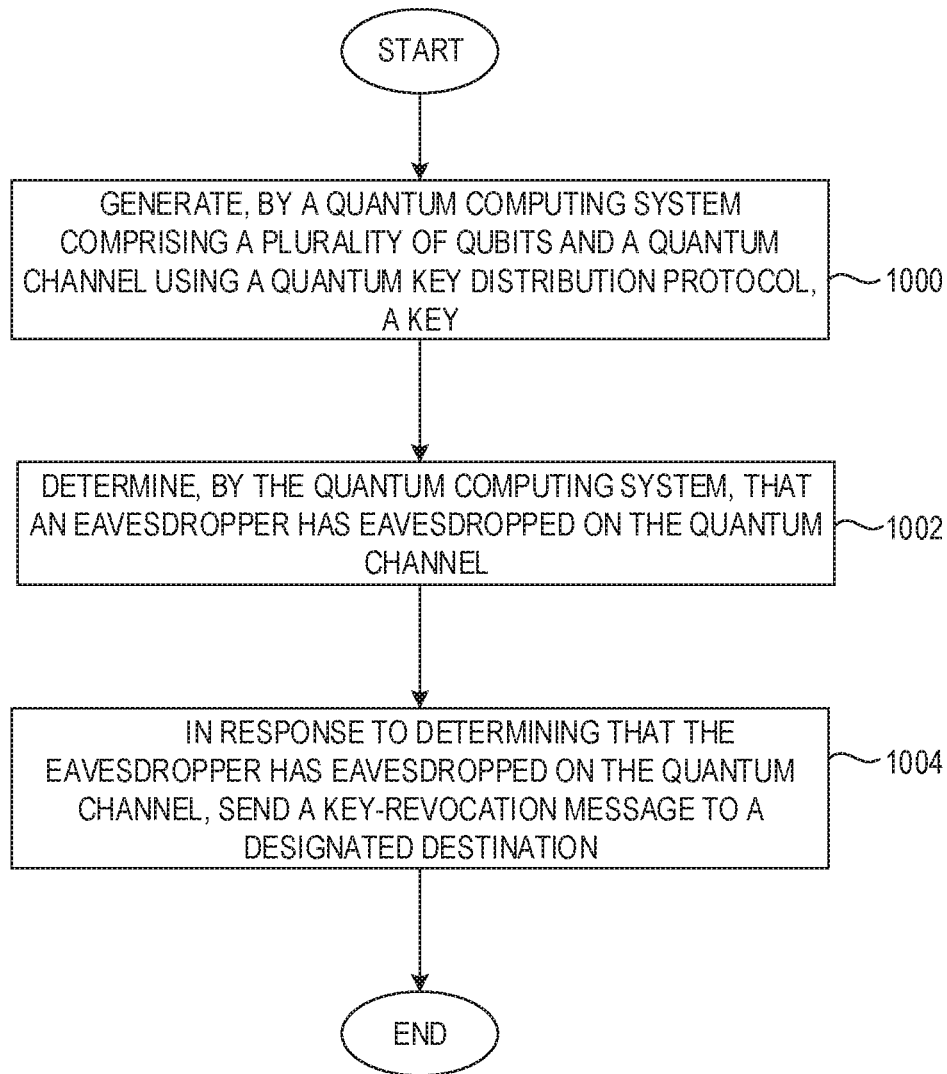 START
GENERATE, BY A QUANTUM COMPUTING SYSTEM
COMPRISING A PLURALITY OF QUBITS AND A QUANTUM
CHANNEL USING A QUANTUM KEY DISTRIBUTION PROTOCOL,
A KEY
1000
DETERMINE, BY THE QUANTUM COMPUTING SYSTEM, THAT
AN EAVESDROPPER HAS EAVESDROPPED ON THE QUANTUM
CHANNEL
1002
IN RESPONSE TO DETERMINING THAT THE
EAVESDROPPER HAS EAVESDROPPED ON THE QUANTUM
CHANNEL, SEND A KEY-REVOCATION MESSAGE TO A
DESIGNATED DESTINATION
1004
END